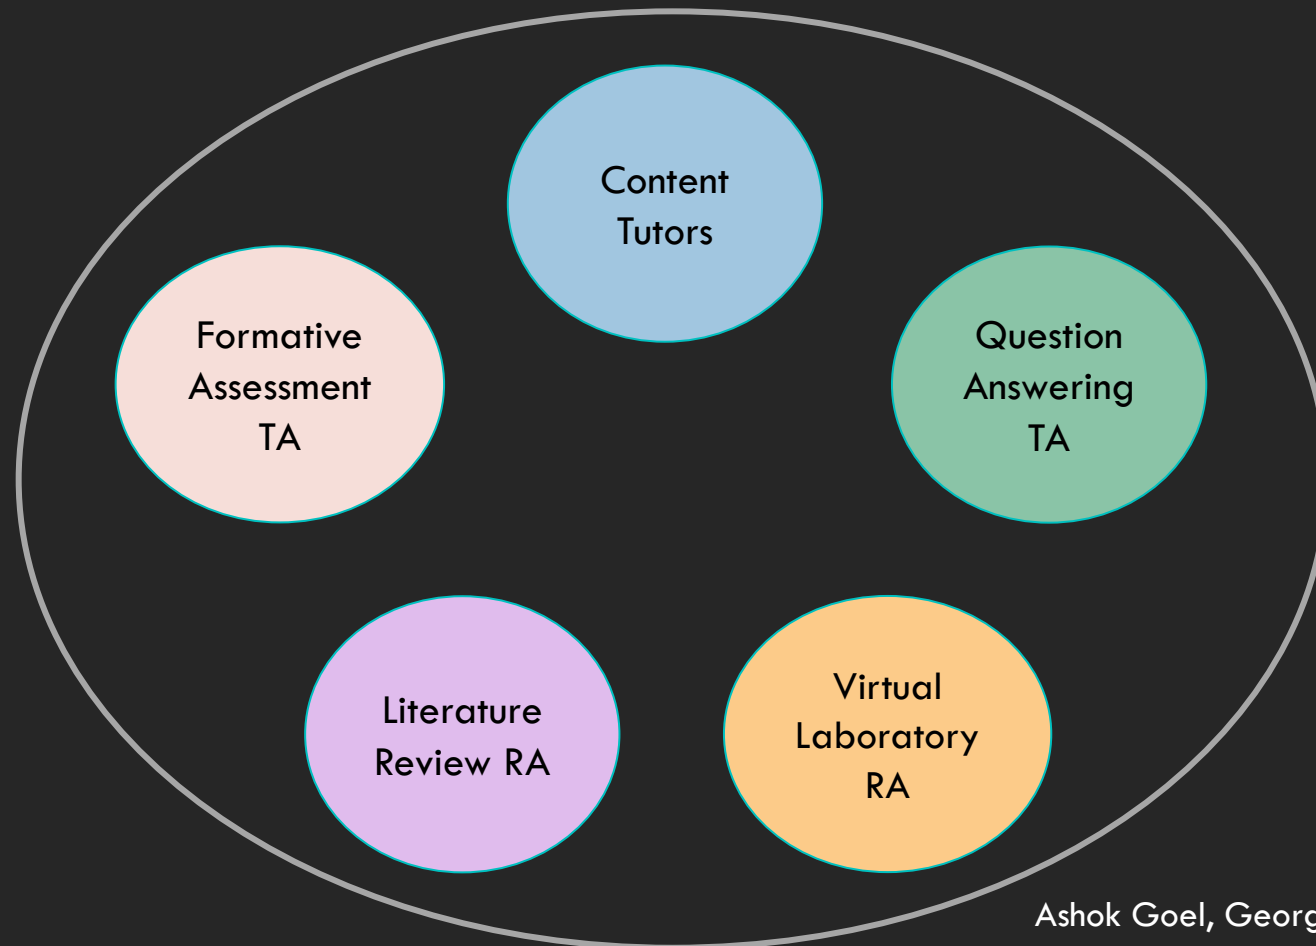 Content
Tutors
Formative
Assessment
TA
Question
Answering
TA
Literature
Review RA
Virtual
Laboratory
RA
Ashok Goel, Georg